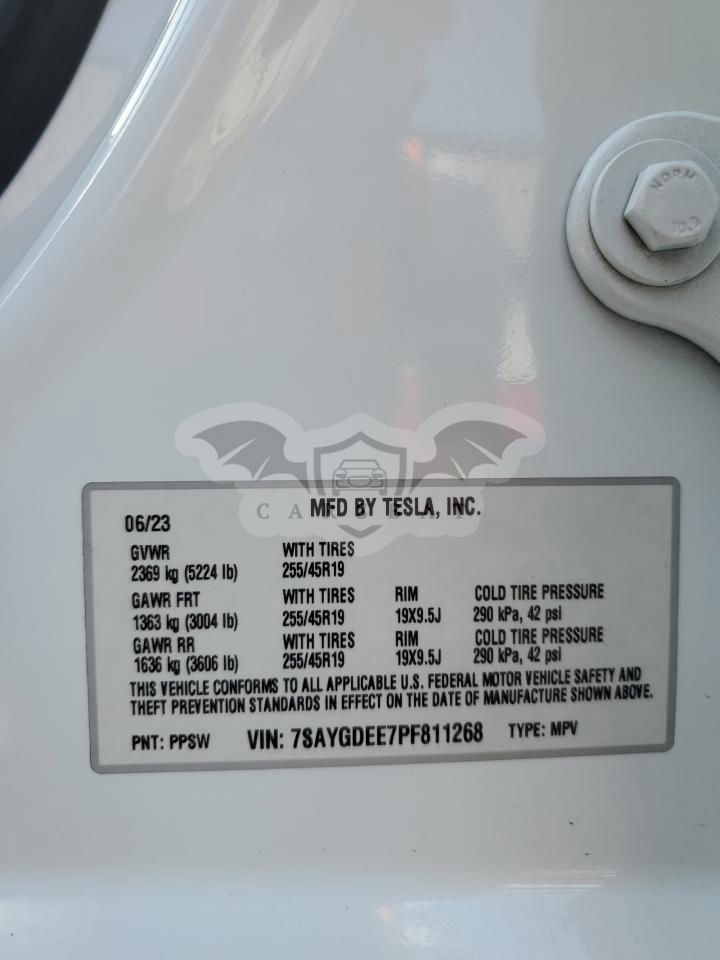 NORM
10.9
MFD BY TESLA, INC.
06/23
GVWR WITH TIRES
2369 kg (5224 lb) 255/45R19
GAWR FRT WITH TIRES RIM COLD TIRE PRESSURE
1363 kg (3004 lb) 255/45R19 19X9.5J 290 kPa, 42 psi
GAWR RR WITH TIRES RIM COLD TIRE PRESSURE
1636 kg (3606 lb) 255/45R19 19X9.5J 290 kPa, 42 psi
THIS VEHICLE CONFORMS TO ALL APPLICABLE U.S. FEDERAL MOTOR VEHICLE SAFETY AND
THEFT PREVENTION STANDARDS IN EFFECT ON THE DATE OF MANUFACTURE SHOWN ABOVE.
PNT: PPSW VIN: 7SAYGDEE7PF811268 TYPE: MPV